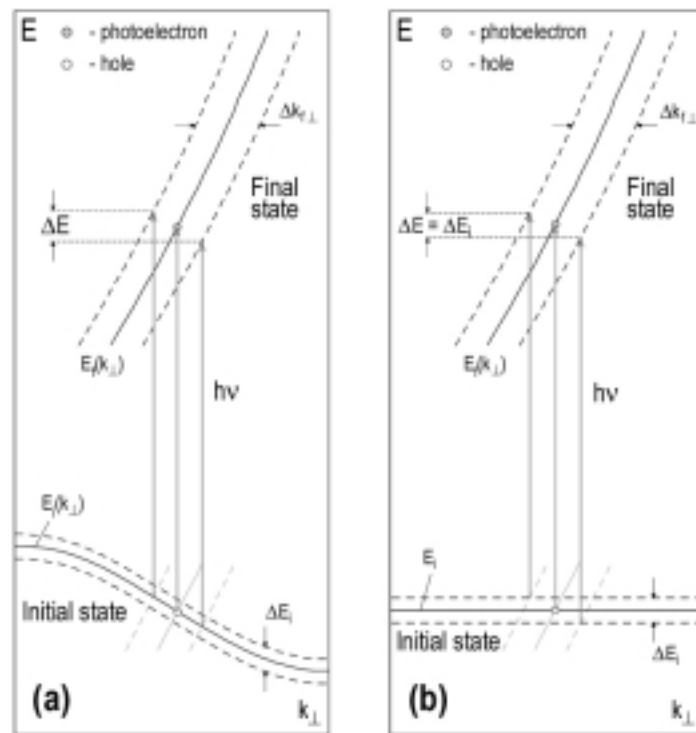 E
⊗ - photoelectron
○ - hole
Δk_f⊥
Final
state
ΔE
E_f(k_⊥)
hν
E_i(k_⊥)
Initial state
ΔE_i
(a)
k_⊥
E
⊗ - photoelectron
○ - hole
Δk_f⊥
Final
state
ΔE = ΔE_i
E_f(k_⊥)
hν
E_i
Initial state
ΔE_i
(b)
k_⊥